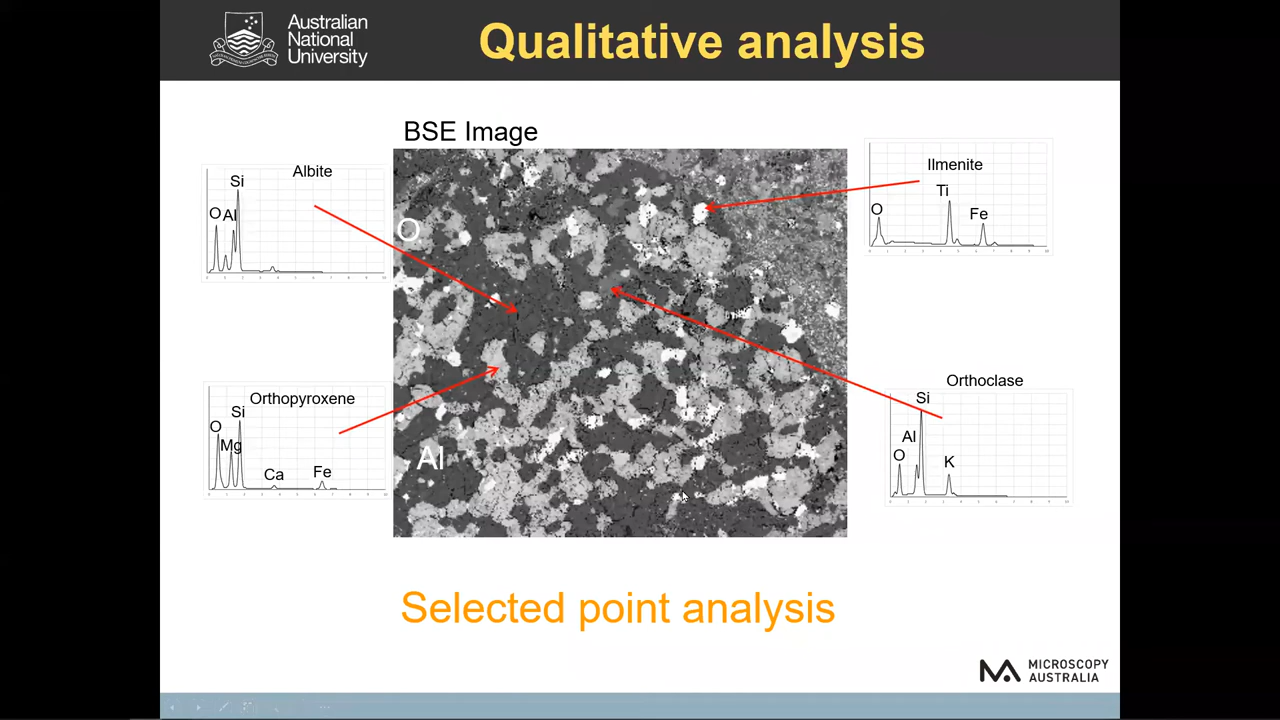 Australian
National
University
Qualitative analysis
BSE Image
Albite
Si
O
Al
Ilmenite
Ti
O
Fe
O
Orthopyroxene
Si
O
Mg
Ca
Fe
Al
Orthoclase
Si
Al
O
K
Selected point analysis
MICROSCOPY
AUSTRALIA